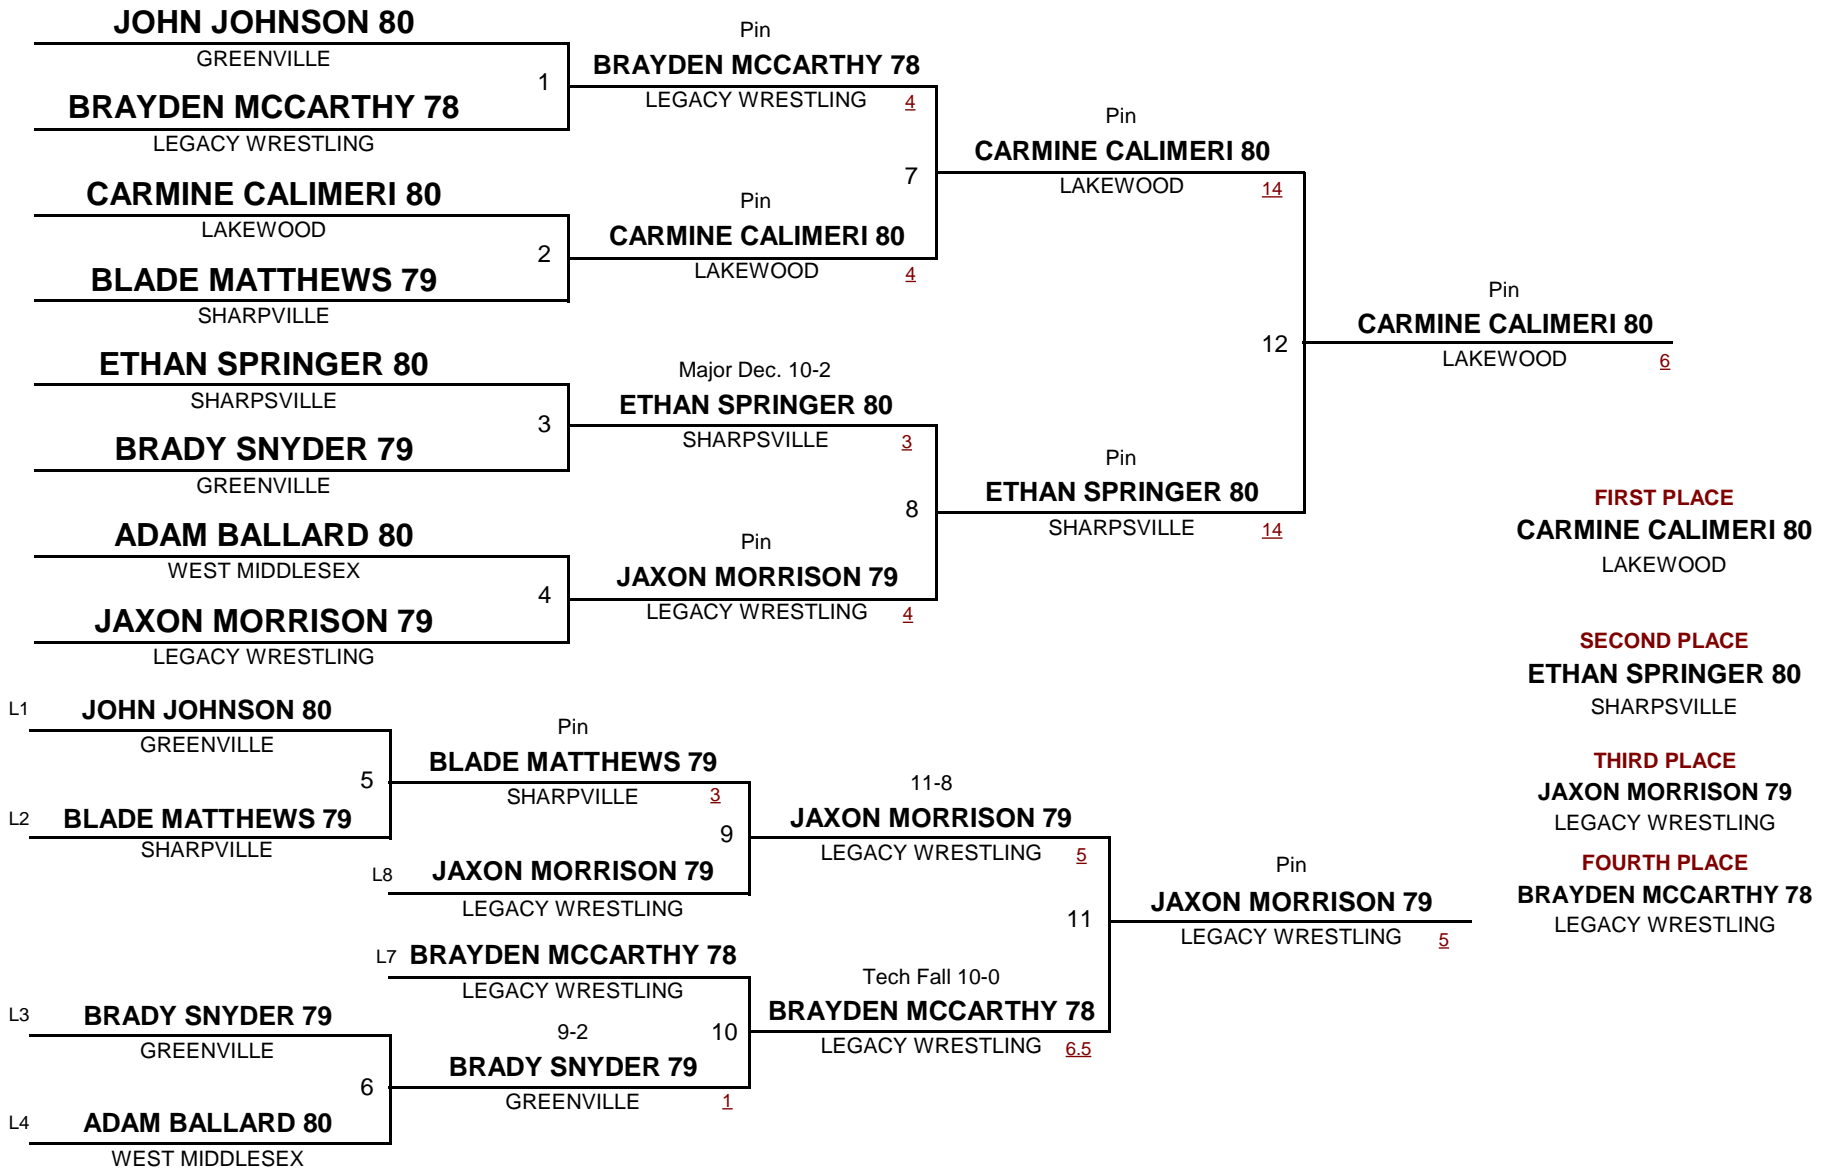 JOHN JOHNSON 80
GREENVILLE
1
BRAYDEN MCCARTHY 78
LEGACY WRESTLING
Pin
BRAYDEN MCCARTHY 78
LEGACY WRESTLING 4
CARMINE CALIMERI 80
LAKEWOOD
2
BLADE MATTHEWS 79
SHARPVILLE
Pin
CARMINE CALIMERI 80
LAKEWOOD 4
7
Pin
CARMINE CALIMERI 80
LAKEWOOD 14
ETHAN SPRINGER 80
SHARPSVILLE
3
BRADY SNYDER 79
GREENVILLE
Major Dec. 10-2
ETHAN SPRINGER 80
SHARPSVILLE 3
ADAM BALLARD 80
WEST MIDDLESEX
4
JAXON MORRISON 79
LEGACY WRESTLING
Pin
JAXON MORRISON 79
LEGACY WRESTLING 4
8
Pin
ETHAN SPRINGER 80
SHARPSVILLE 14
12
Pin
CARMINE CALIMERI 80
LAKEWOOD 6
FIRST PLACE
CARMINE CALIMERI 80
LAKEWOOD
SECOND PLACE
ETHAN SPRINGER 80
SHARPSVILLE
THIRD PLACE
JAXON MORRISON 79
LEGACY WRESTLING
FOURTH PLACE
BRAYDEN MCCARTHY 78
LEGACY WRESTLING
L1 JOHN JOHNSON 80
GREENVILLE
5
L2 BLADE MATTHEWS 79
SHARPVILLE
Pin
BLADE MATTHEWS 79
SHARPVILLE 3
9
L8 JAXON MORRISON 79
LEGACY WRESTLING
11-8
JAXON MORRISON 79
LEGACY WRESTLING 5
L7 BRAYDEN MCCARTHY 78
LEGACY WRESTLING
L3 BRADY SNYDER 79
GREENVILLE
6
L4 ADAM BALLARD 80
WEST MIDDLESEX
9-2
BRADY SNYDER 79
GREENVILLE 1
10
Tech Fall 10-0
BRAYDEN MCCARTHY 78
LEGACY WRESTLING 6.5
11
Pin
JAXON MORRISON 79
LEGACY WRESTLING 5